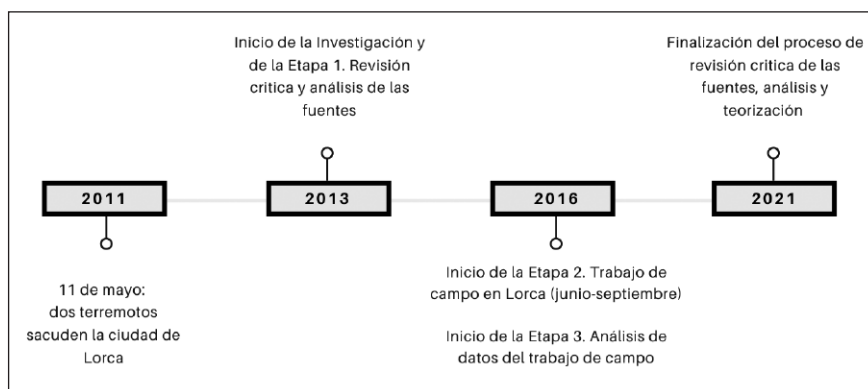 Inicio de la Investigación y
de la Etapa 1. Revisión
critica y análisis de las
fuentes
Finalización del proceso de
revisión critica de las
fuentes, análisis y
teorización
2011
2013
2016
2021
11 de mayo:
dos terremotos
sacuden la ciudad de
Lorca
Inicio de la Etapa 2. Trabajo de
campo en Lorca (junio-septiembre)
Inicio de la Etapa 3. Análisis de
datos del trabajo de campo